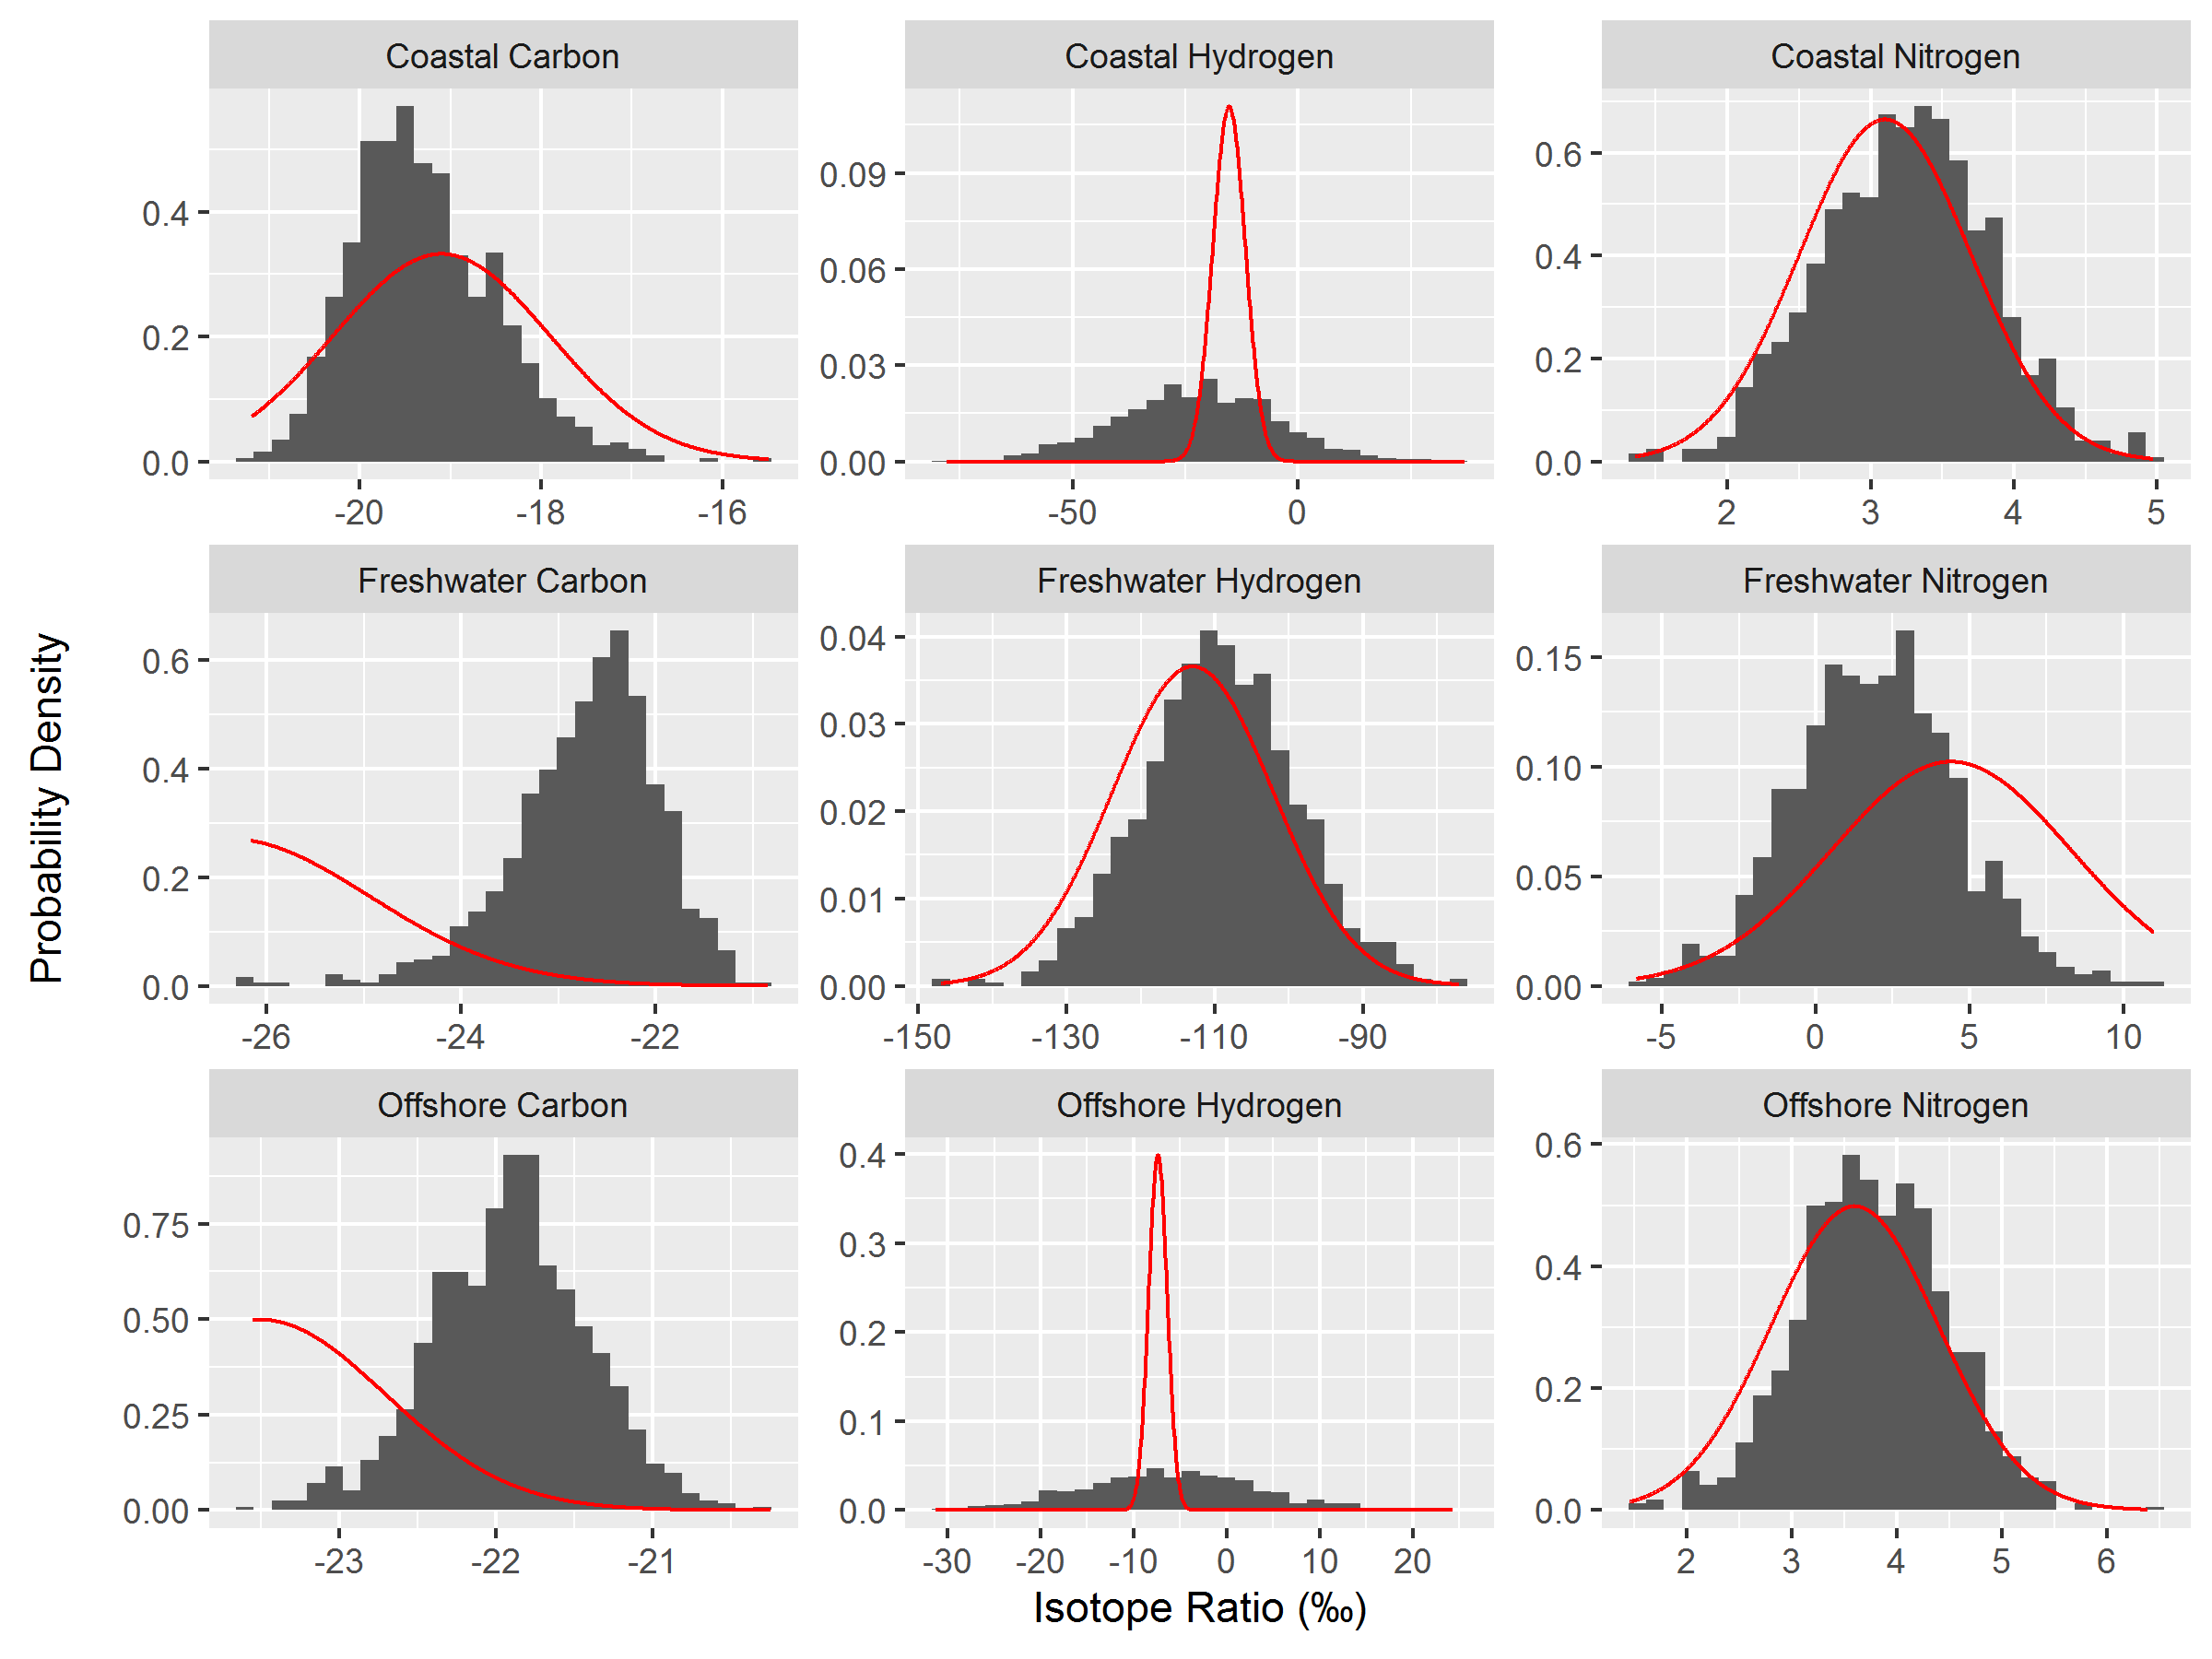 Coastal Carbon
Coastal Hydrogen
Coastal Nitrogen
0.4
0.2
0.0
-20 -18 -16
0.09
0.06
0.03
0.00
-50 0
0.6
0.4
0.2
0.0
2 3 4 5
Freshwater Carbon
Freshwater Hydrogen
Freshwater Nitrogen
0.6
0.4
0.2
0.0
-26 -24 -22
0.04
0.03
0.02
0.01
0.00
-150 -130 -110 -90
0.15
0.10
0.05
0.00
-5 0 5 10
Offshore Carbon
Offshore Hydrogen
Offshore Nitrogen
0.75
0.50
0.25
0.00
-23 -22 -21
0.4
0.3
0.2
0.1
0.0
-30 -20 -10 0 10 20
0.6
0.4
0.2
0.0
2 3 4 5 6
Probability Density
Isotope Ratio (‰)